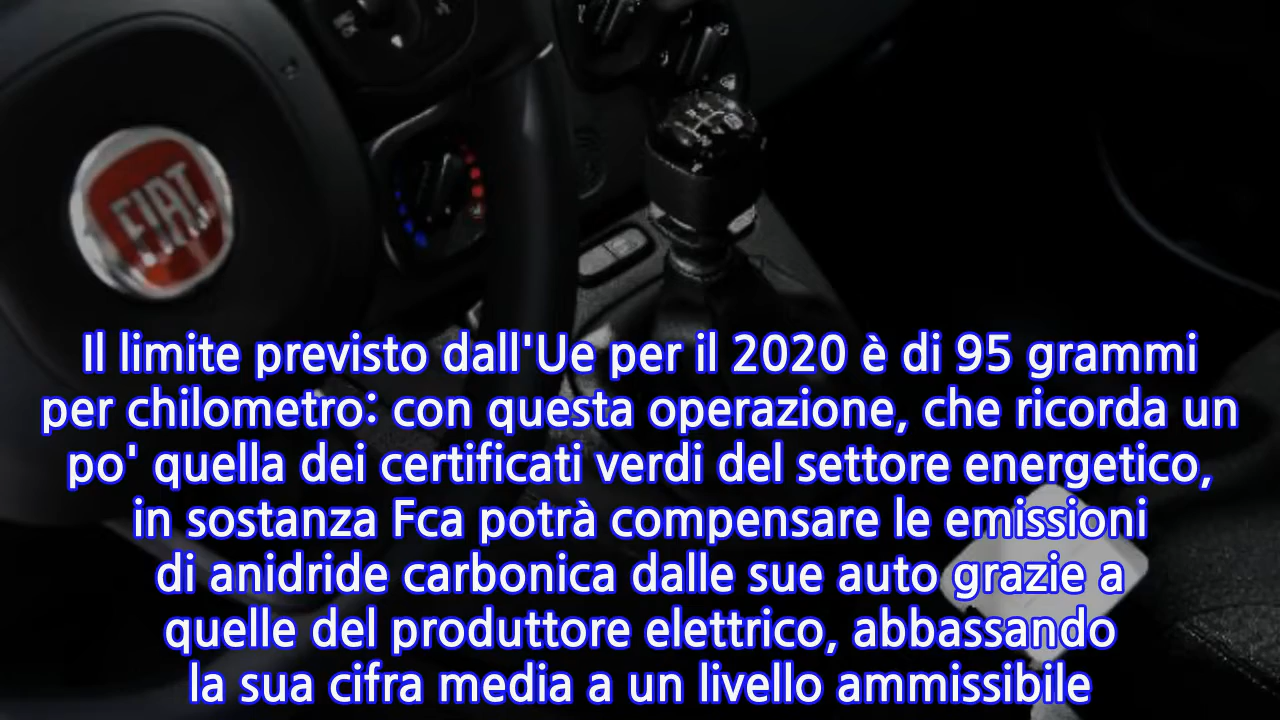 FIAT
Il limite previsto dall'Ue per il 2020 è di 95 grammi
per chilometro: con questa operazione, che ricorda un
po' quella dei certificati verdi del settore energetico,
in sostanza Fca potrà compensare le emissioni
di anidride carbonica dalle sue auto grazie a
quelle del produttore elettrico, abbassando
la sua cifra media a un livello ammissibile